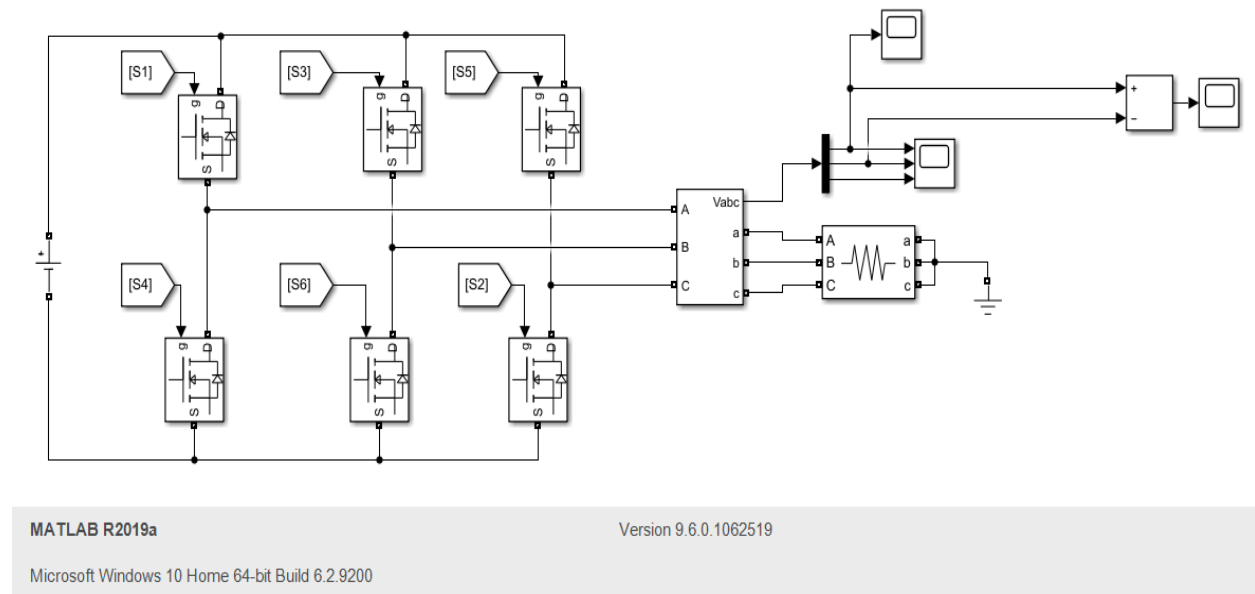 [S1]
[S3]
[S5]
g D
S
g D
S
g D
S
+
−
Vabc
A
a
B
b
C
c
A
a
B
b
C
c
+
[S4]
[S6]
[S2]
g D
S
g D
S
g D
S
MATLAB R2019a
Version 9.6.0.1062519
Microsoft Windows 10 Home 64-bit Build 6.2.9200